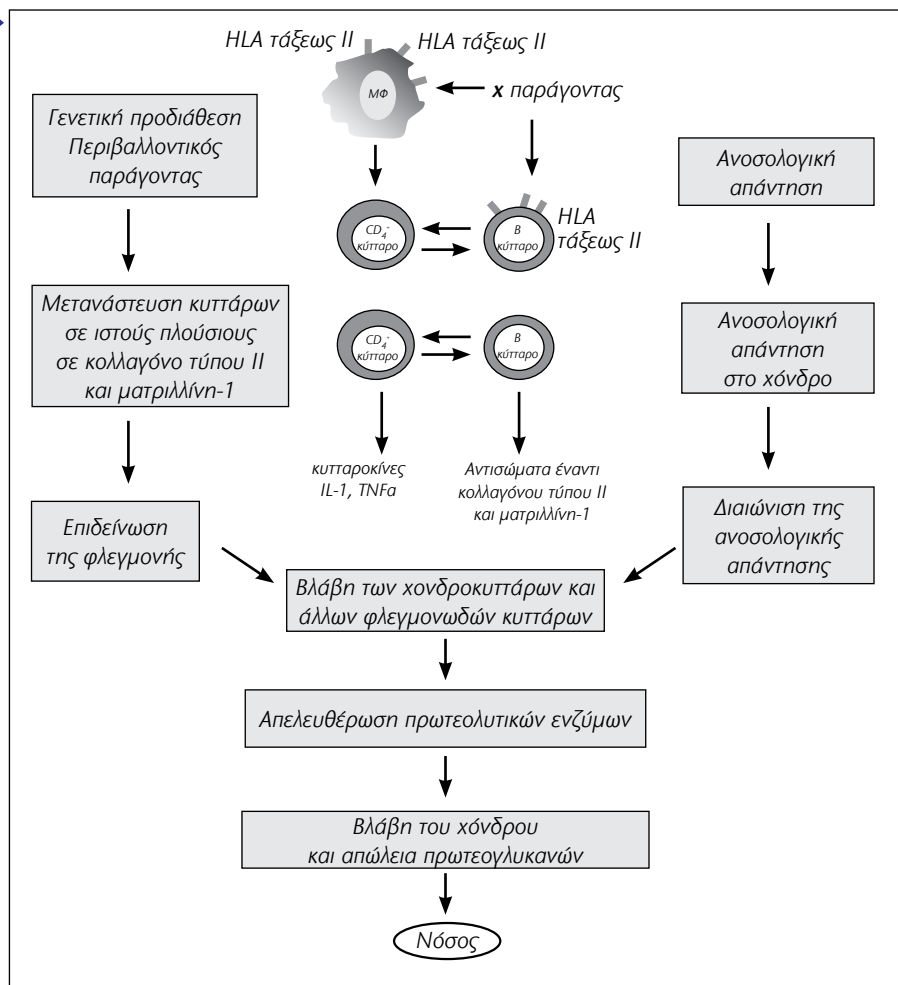 HLA τάξεως II
HLA τάξεως II
ΜΦ
x παράγοντας
Γενετική προδιάθεση
Περιβαλλοντικός
παράγοντας
Ανοσολογική
απάντηση
CD4-
κύτταρο
Β
κύτταρο
HLA
τάξεως II
Μετανάστευση κυττάρων
σε ιστούς πλούσιους
σε κολλαγόνο τύπου II
και ματριλλίνη-1
CD4-
κύτταρο
Β
κύτταρο
Ανοσολογική
απάντηση
στο χόνδρο
κυτταροκίνες
IL-1, TNFa
Αντισώματα έναντι
κολλαγόνου τύπου II
και ματριλλίνη-1
Επιδείνωση
της φλεγμονής
Διαιώνιση της
ανοσολογικής
απάντησης
Βλάβη των χονδροκυττάρων και
άλλων φλεγμονωδών κυττάρων
Απελευθέρωση πρωτεολυτικών ενζύμων
Βλάβη του χόνδρου
και απώλεια πρωτεογλυκανών
Νόσος